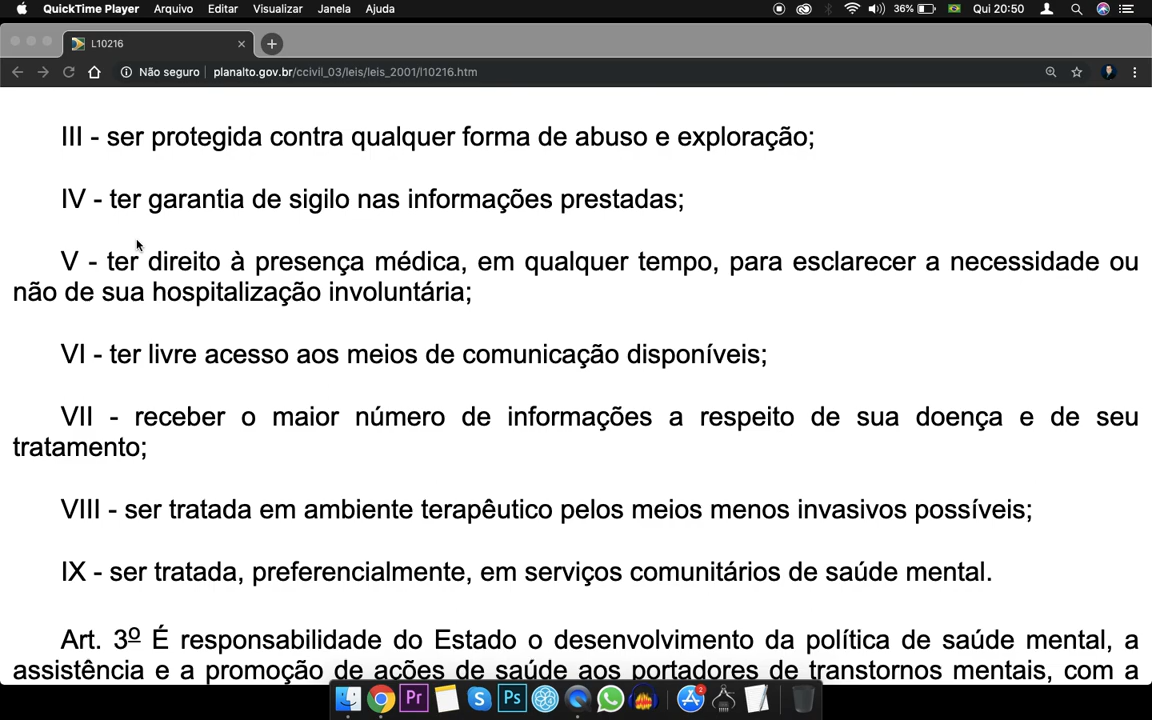 QuickTime Player Arquivo Editar Visualizar Janela Ajuda 36% Qui 20:50
L10216
Não seguro planalto.gov.br/ccivil_03/leis/leis_2001/l10216.htm
III - ser protegida contra qualquer forma de abuso e exploração;
IV - ter garantia de sigilo nas informações prestadas;
V - ter direito à presença médica, em qualquer tempo, para esclarecer a necessidade ou
não de sua hospitalização involuntária;
VI - ter livre acesso aos meios de comunicação disponíveis;
VII - receber o maior número de informações a respeito de sua doença e de seu
tratamento;
VIII - ser tratada em ambiente terapêutico pelos meios menos invasivos possíveis;
IX - ser tratada, preferencialmente, em serviços comunitários de saúde mental.
Art. 3º É responsabilidade do Estado o desenvolvimento da política de saúde mental, a
assistência e a promoção de ações de saúde aos portadores de transtornos mentais, com a
Pr S Ps 2